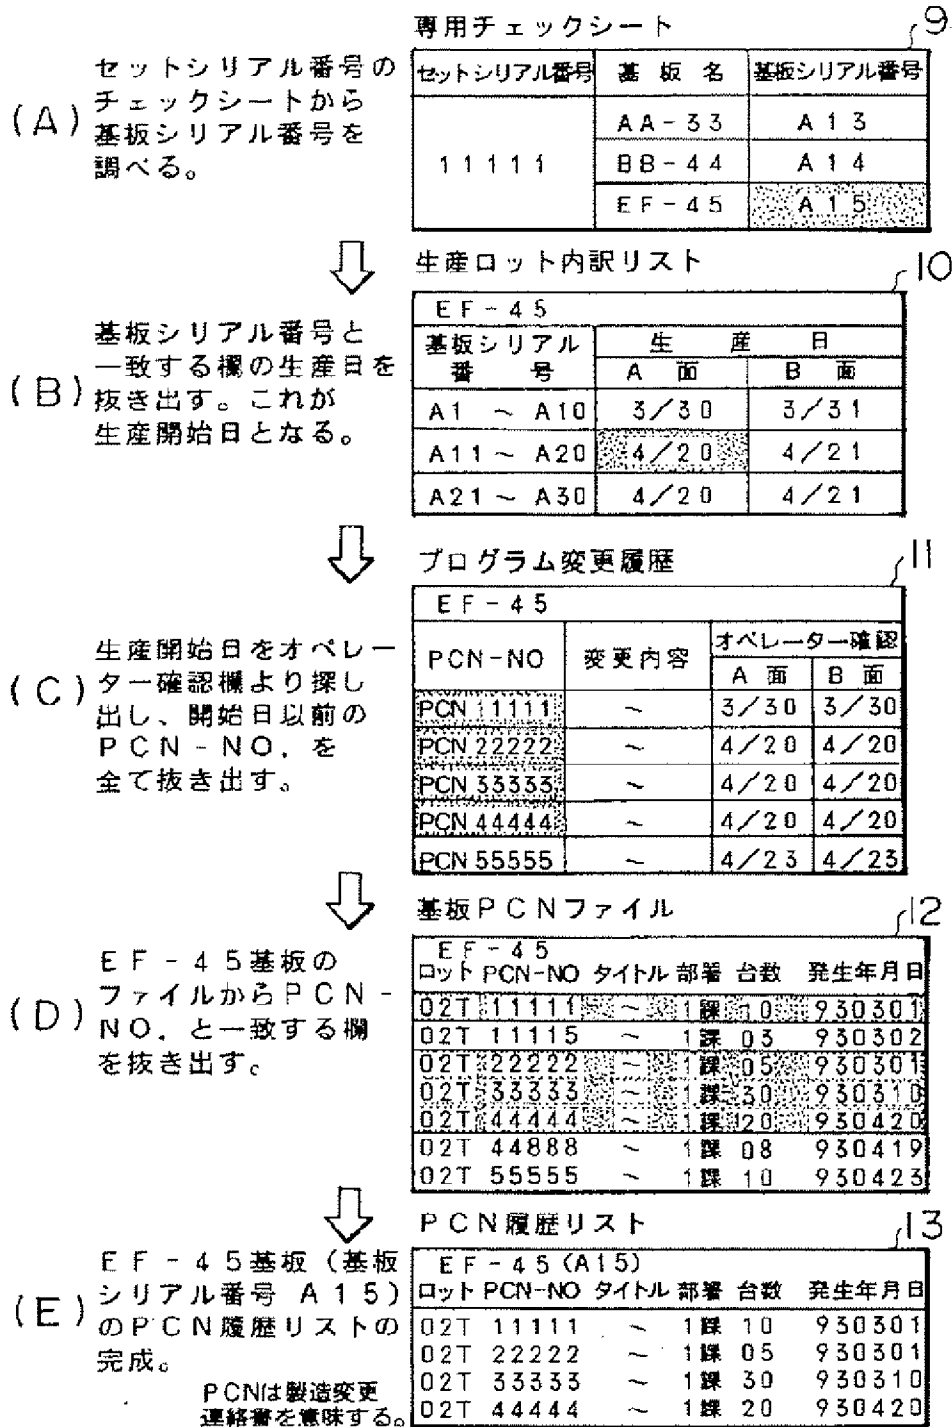 専用チェックシート
9
(A)
セットシリアル番号の
チェックシートから
基板シリアル番号を
調べる。
セットシリアル番号 基板名 基板シリアル番号
11111
AA-33 A13
BB-44 A14
EF-45 A15
生産ロット内訳リスト
10
(B)
基板シリアル番号と
一致する欄の生産日を
抜き出す。これが
生産開始日となる。
EF-45
基板シリアル
番号
生産日
A面 B面
A1 ~ A10 3/30 3/31
A11 ~ A20 4/20 4/21
A21 ~ A30 4/20 4/21
プログラム変更履歴
11
(C)
生産開始日をオペレー
ター確認欄より探し
出し、開始日以前の
PCN-NO.を
全て抜き出す。
EF-45
PCN-NO 変更内容 オペレーター確認
A面 B面
PCN 11111 ~ 3/30 3/30
PCN 22222 ~ 4/20 4/20
PCN 33333 ~ 4/20 4/20
PCN 44444 ~ 4/20 4/20
PCN 55555 ~ 4/23 4/23
基板PCNファイル
12
(D)
EF-45基板の
ファイルからPCN-
NO.と一致する欄
を抜き出す。
EF-45
ロット PCN-NO タイトル 部署 台数 発生年月日
02T 11111 ~ 1課 10 930301
02T 11115 ~ 1課 03 930302
02T 22222 ~ 1課 05 930301
02T 33333 ~ 1課 30 930310
02T 44444 ~ 1課 20 930420
02T 44888 ~ 1課 08 930419
02T 55555 ~ 1課 10 930423
PCN履歴リスト
13
(E)
EF-45基板(基板
シリアル番号 A15)
のPCN履歴リストの
完成。
PCNは製造変更
連絡書を意味する。
EF-45(A15)
ロット PCN-NO タイトル 部署 台数 発生年月日
02T 11111 ~ 1課 10 930301
02T 22222 ~ 1課 05 930301
02T 33333 ~ 1課 30 930310
02T 44444 ~ 1課 20 930420